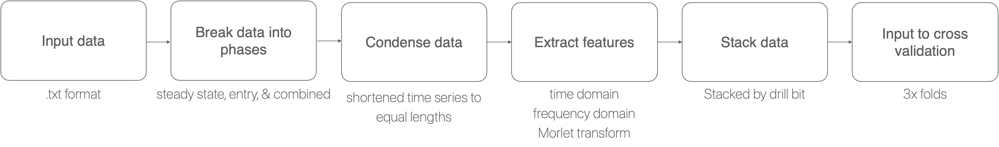 Input data
.txt format
Break data into
phases
steady state, entry, & combined
Condense data
shortened time series to
equal lengths
Extract features
time domain
frequency domain
Morlet transform
Stack data
Stacked by drill bit
Input to cross
validation
3x folds